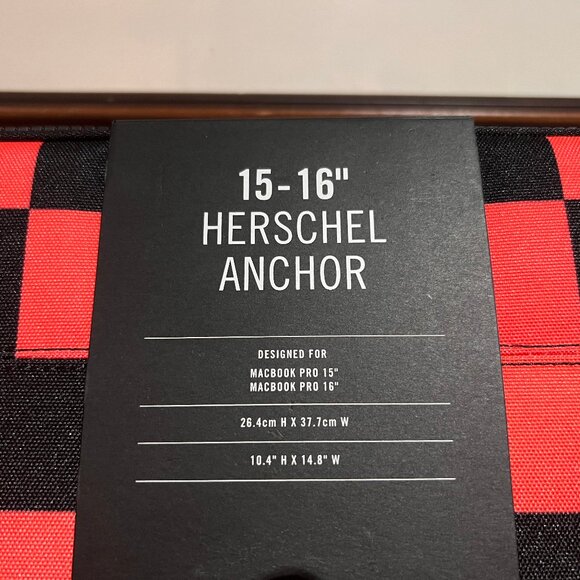 15-16"
HERSCHEL
ANCHOR
DESIGNED FOR
MACBOOK PRO 15"
MACBOOK PRO 16"
26.4cm H X 37.7cm W
10.4" H X 14.8" W